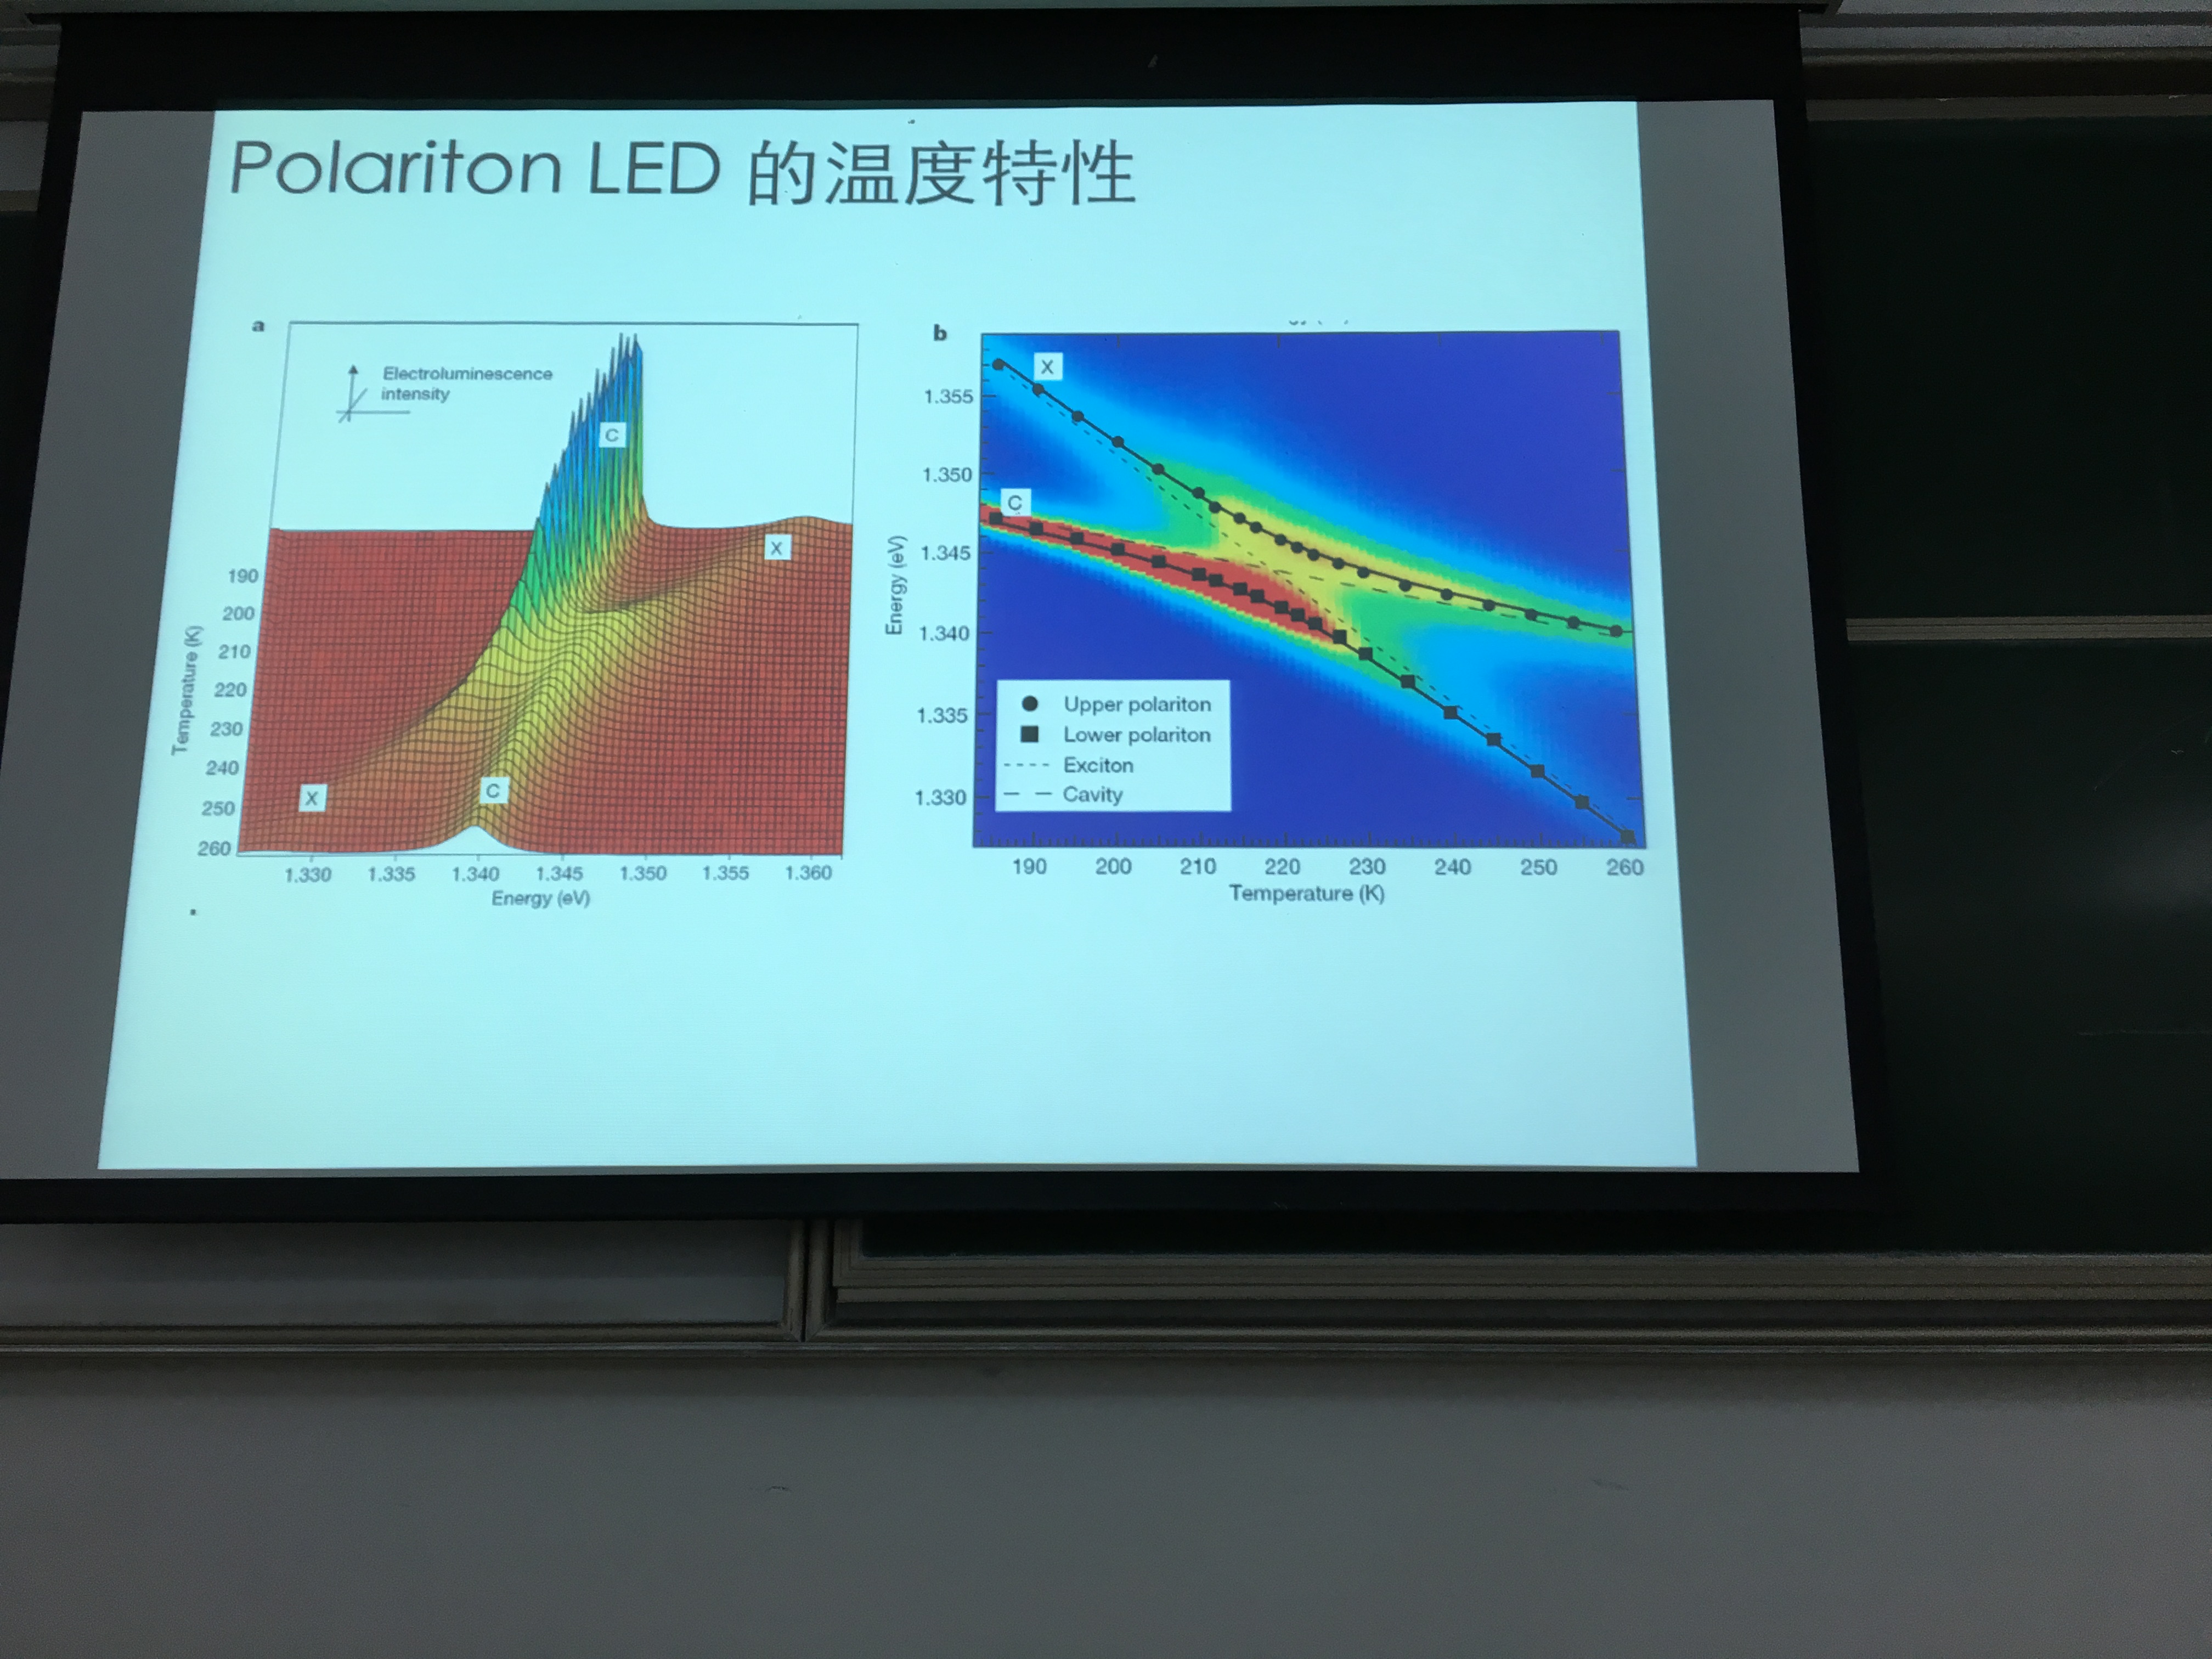 Polariton LED 的温度特性
a
Electroluminescence
intensity
C
X
X
C
190
200
210
220
230
240
250
260
Temperature (K)
1.330 1.335 1.340 1.345 1.350 1.355 1.360
Energy (eV)
b
X
C
1.355
1.350
1.345
1.340
1.335
1.330
Energy (eV)
Upper polariton
Lower polariton
Exciton
Cavity
190 200 210 220 230 240 250 260
Temperature (K)